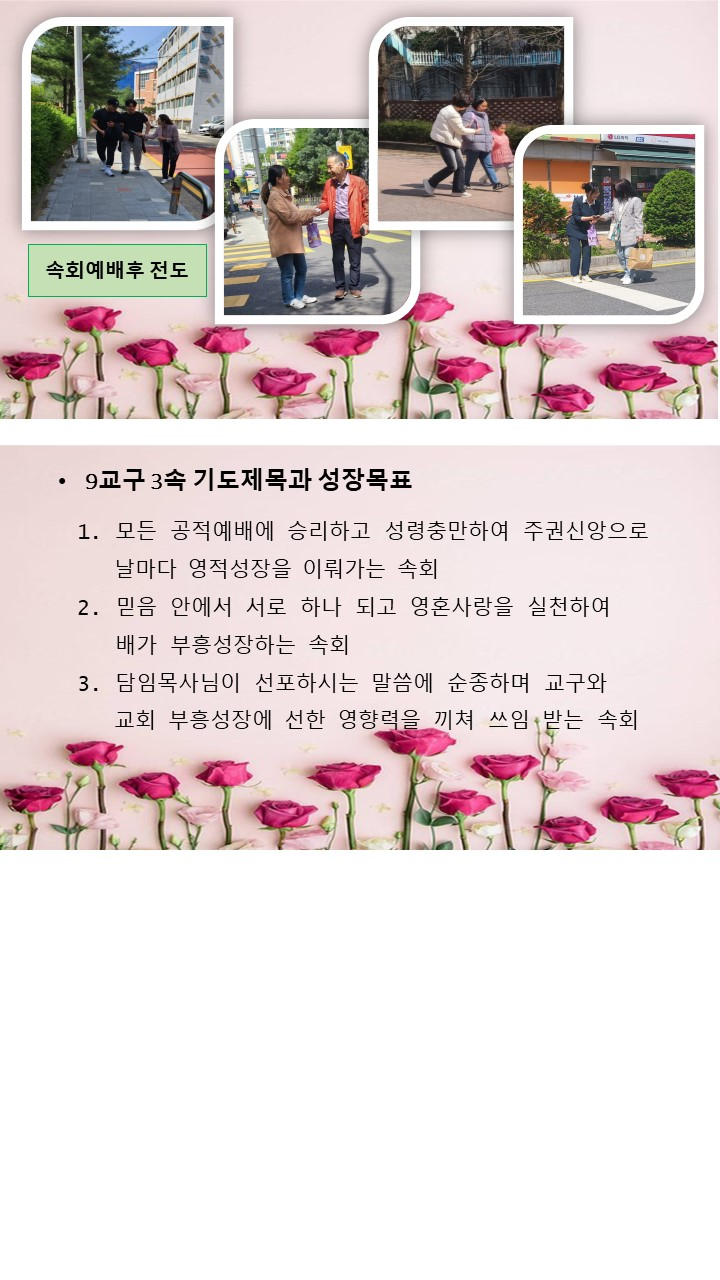 속회예배후 전도
• 9교구 3속 기도제목과 성장목표
1. 모든 공적예배에 승리하고 성령충만하여 주권신앙으로
날마다 영적성장을 이뤄가는 속회
2. 믿음 안에서 서로 하나 되고 영혼사랑을 실천하여
배가 부흥성장하는 속회
3. 담임목사님이 선포하시는 말씀에 순종하며 교구와
교회 부흥성장에 선한 영향력을 끼쳐 쓰임 받는 속회